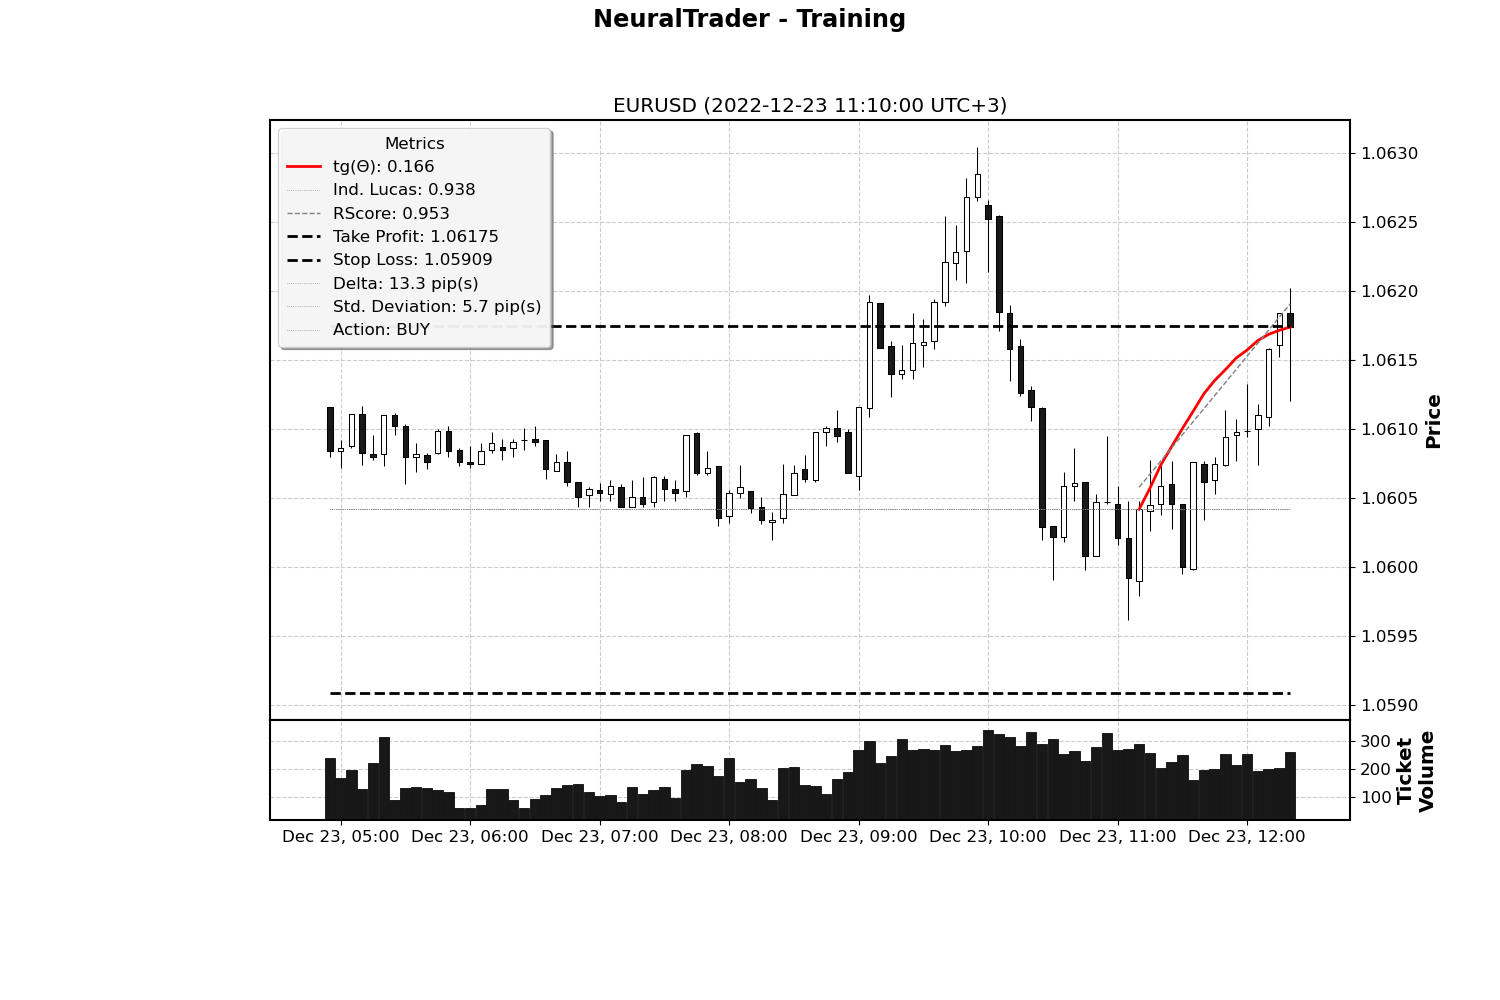 NeuralTrader - Training
EURUSD (2022-12-23 11:10:00 UTC+3)
Metrics
tg(Θ): 0.166
Ind. Lucas: 0.938
RScore: 0.953
Take Profit: 1.06175
Stop Loss: 1.05909
Delta: 13.3 pip(s)
Std. Deviation: 5.7 pip(s)
Action: BUY
1.0630
1.0625
1.0620
1.0615
1.0610
1.0605
1.0600
1.0595
1.0590
Price
300
200
100
Ticket
Volume
Dec 23, 05:00
Dec 23, 06:00
Dec 23, 07:00
Dec 23, 08:00
Dec 23, 09:00
Dec 23, 10:00
Dec 23, 11:00
Dec 23, 12:00